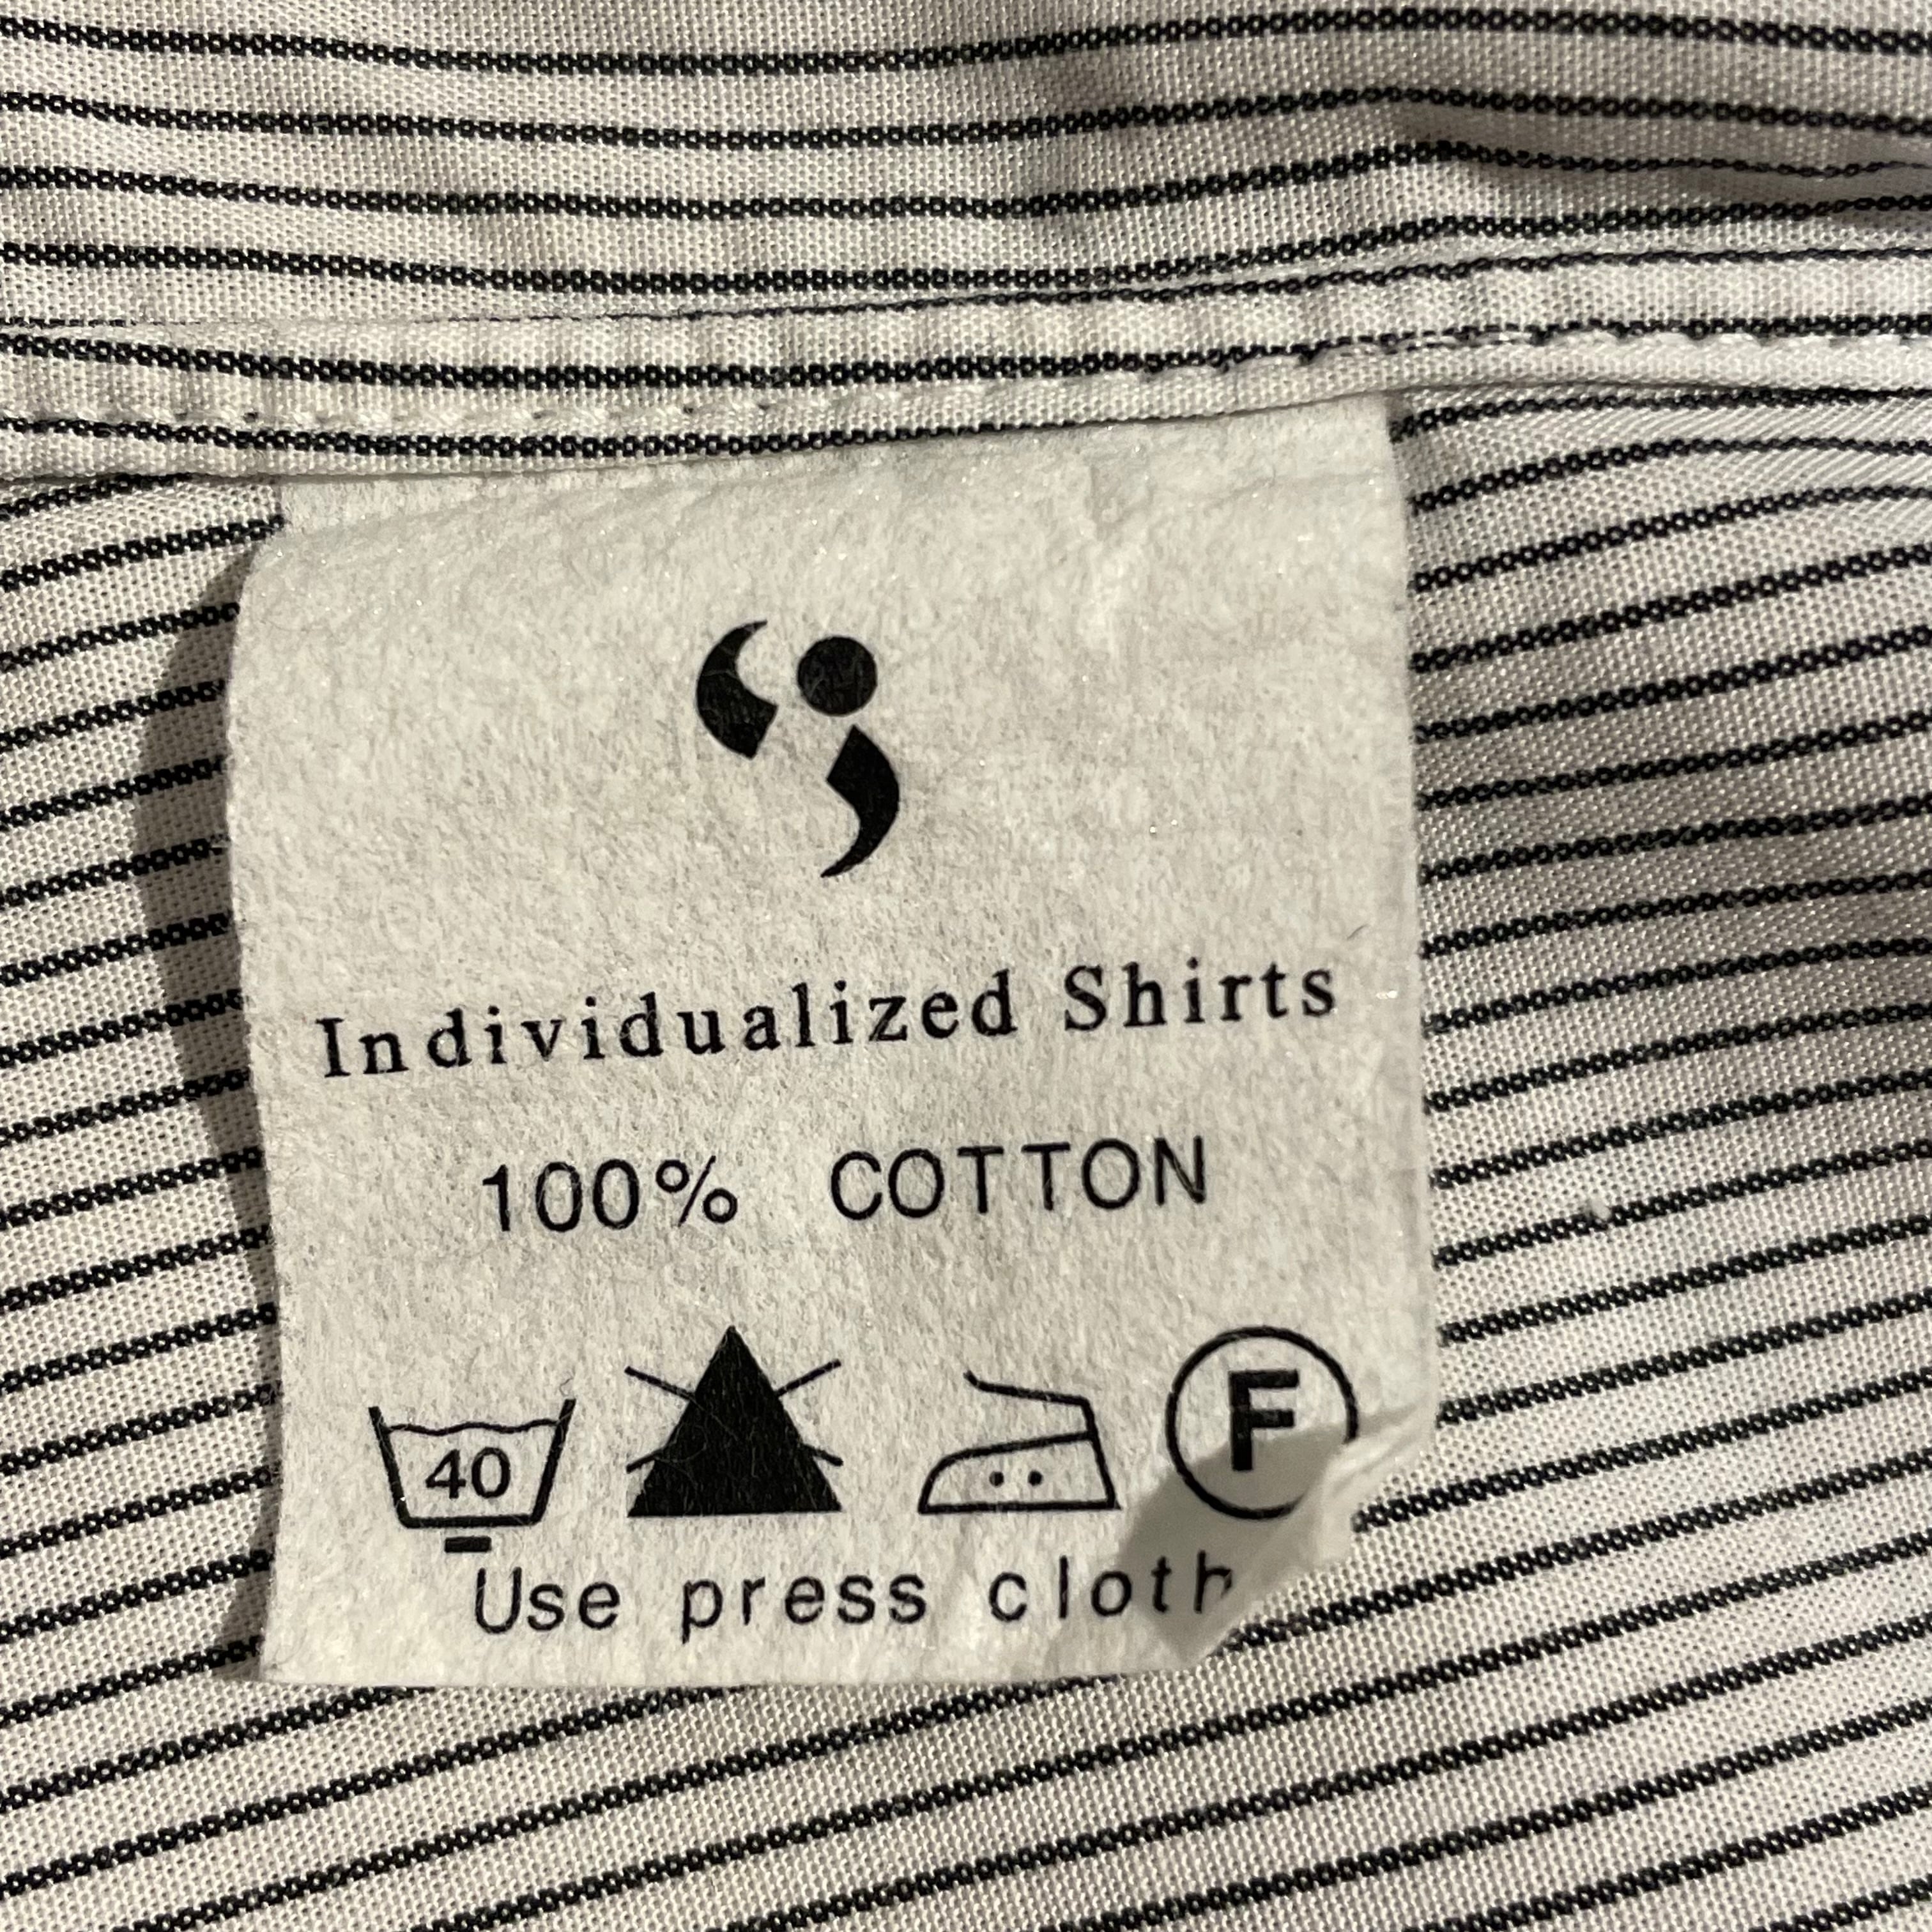 Individualized Shirts
100% COTTON
40 F
Use press cloth